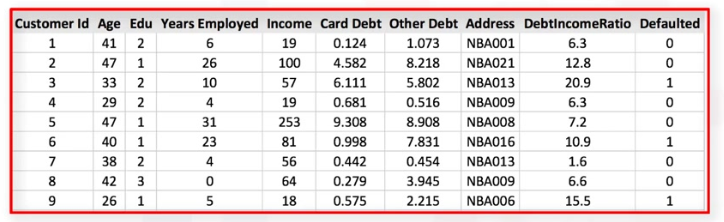 Customer Id Age Edu Years Employed Income Card Debt Other Debt Address DebtIncomeRatio Defaulted
1 41 2 6 19 0.124 1.073 NBA001 6.3 0
2 47 1 26 100 4.582 8.218 NBA021 12.8 0
3 33 2 10 57 6.111 5.802 NBA013 20.9 1
4 29 2 4 19 0.681 0.516 NBA009 6.3 0
5 47 1 31 253 9.308 8.908 NBA008 7.2 0
6 40 1 23 81 0.998 7.831 NBA016 10.9 1
7 38 2 4 56 0.442 0.454 NBA013 1.6 0
8 42 3 0 64 0.279 3.945 NBA009 6.6 0
9 26 1 5 18 0.575 2.215 NBA006 15.5 1